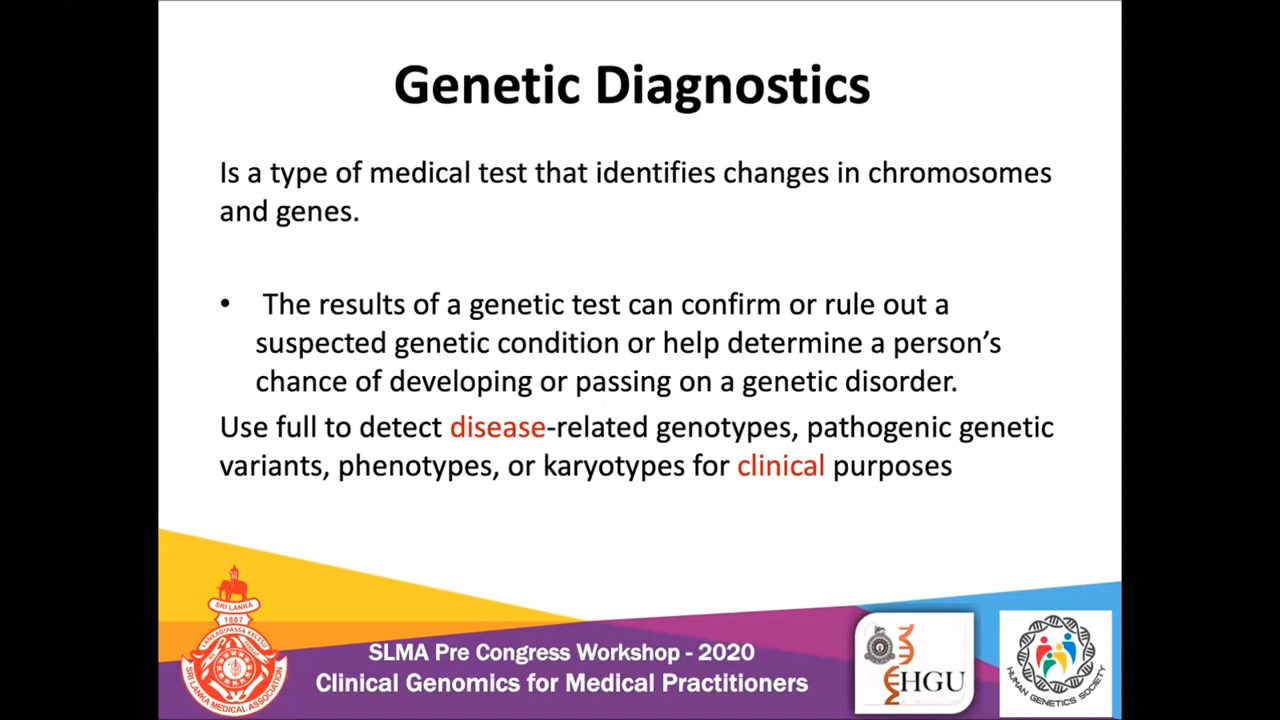 Genetic Diagnostics
Is a type of medical test that identifies changes in chromosomes
and genes.
• The results of a genetic test can confirm or rule out a
suspected genetic condition or help determine a person’s
chance of developing or passing on a genetic disorder.
Use full to detect disease-related genotypes, pathogenic genetic
variants, phenotypes, or karyotypes for clinical purposes
SRI LANKA
1887
SRI LANKA MEDICAL ASSOCIATION
SLMA Pre Congress Workshop - 2020
Clinical Genomics for Medical Practitioners
HGU
HUMAN GENETICS SOCIETY